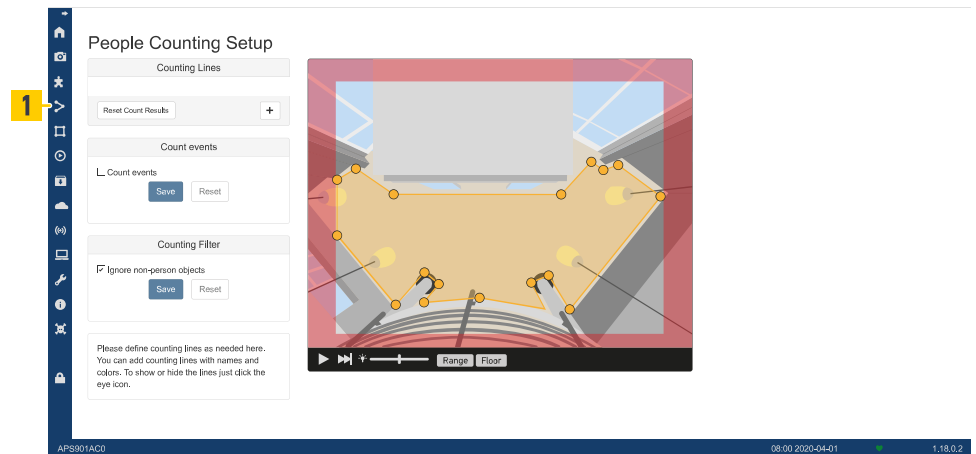 1
People Counting Setup
Counting Lines
Reset Count Results
+
Count events
Count events
Save
Reset
Counting Filter
Ignore non-person objects
Save
Reset
Please define counting lines as needed here.
You can add counting lines with names and
colors. To show or hide the lines just click the
eye icon.
Range
Floor
APS901AC0
08:00 2020-04-01
1.18.0.2